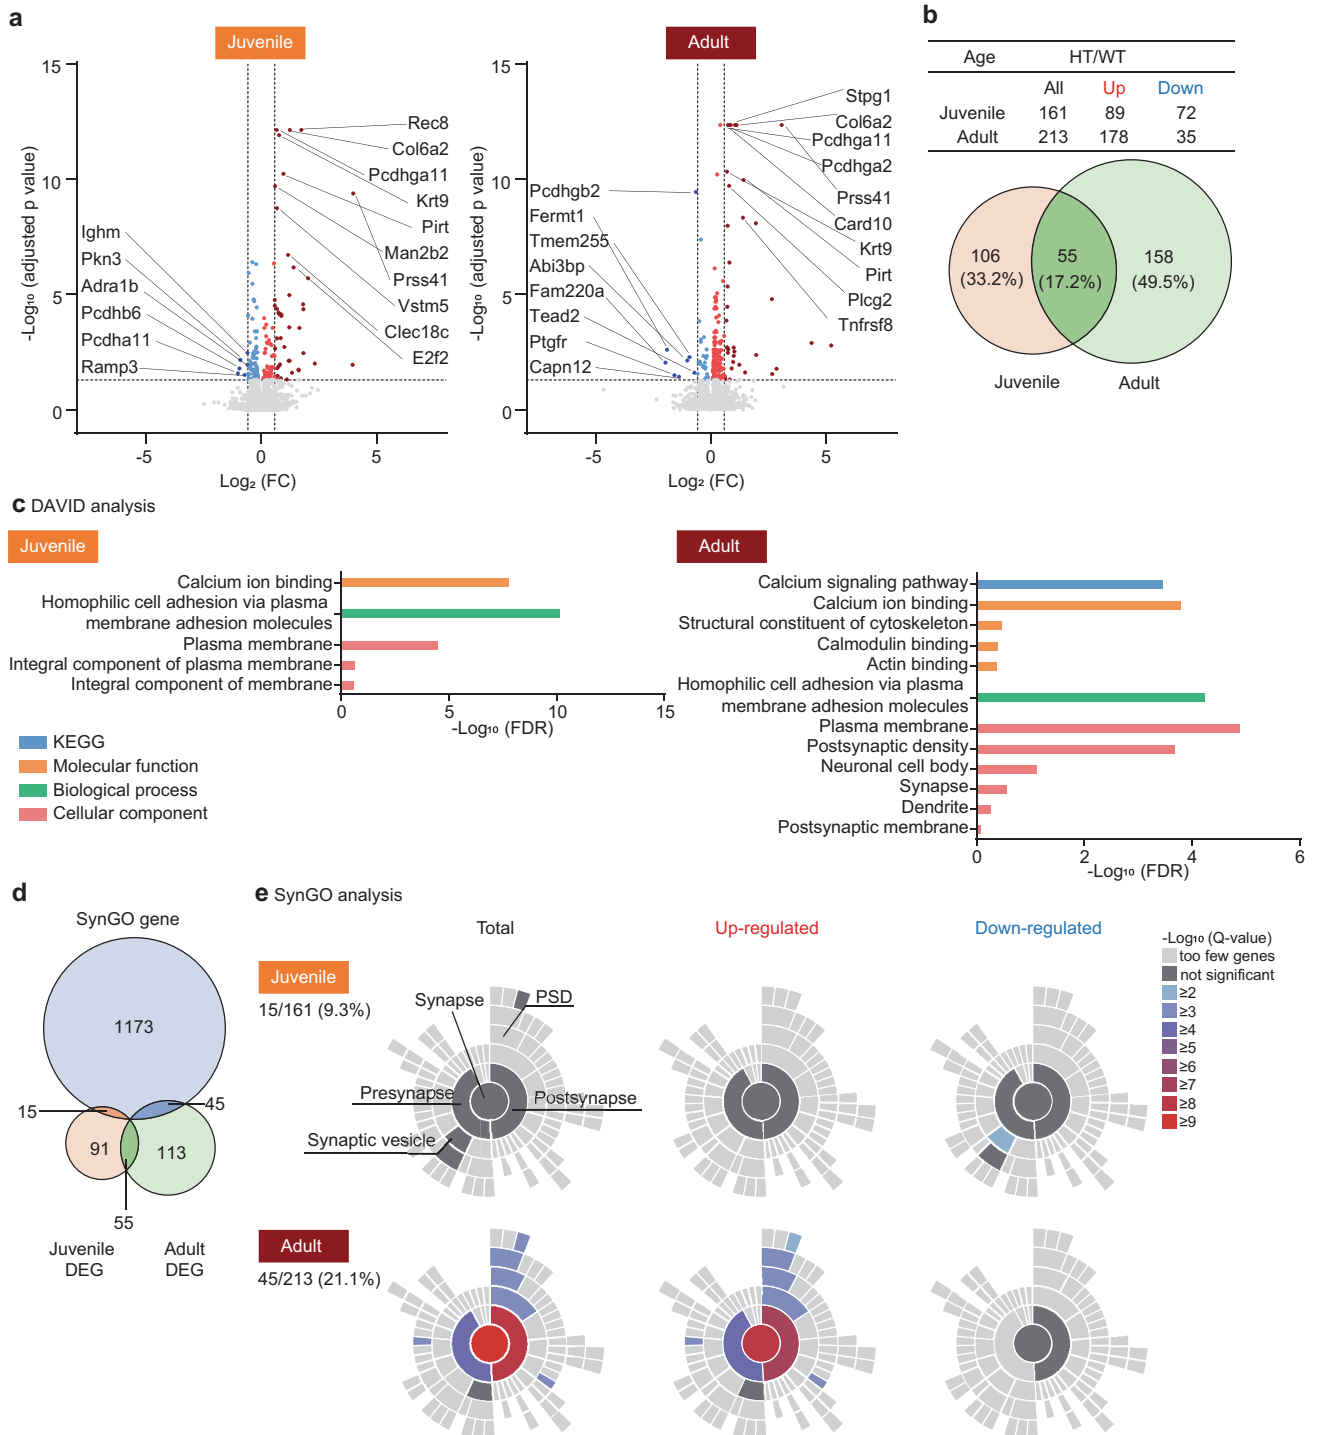 a
Juvenile
15
10
5
0
-Log₁₀ (adjusted p value)
Rec8
Col6a2
Pcdhga11
Krt9
Pirt
Man2b2
Prss41
Vstm5
Clec18c
E2f2
Ighm
Pkn3
Adra1b
Pcdhb6
Pcdha11
Ramp3
-5
0
5
Log₂ (FC)
Adult
15
10
5
0
-Log₁₀ (adjusted p value)
Stpg1
Col6a2
Pcdhga11
Pcdhga2
Prss41
Card10
Krt9
Pirt
Plcg2
Tnfrsf8
Pcdhgb2
Fermt1
Tmem255
Abi3bp
Fam220a
Tead2
Ptgfr
Capn12
-5
0
5
Log₂ (FC)
b
Age HT/WT
All Up Down
Juvenile 161 89 72
Adult 213 178 35
106
(33.2%)
55
(17.2%)
158
(49.5%)
Juvenile
Adult
c DAVID analysis
Juvenile
Calcium ion binding
Homophilic cell adhesion via plasma
membrane adhesion molecules
Plasma membrane
Integral component of plasma membrane
Integral component of membrane
0 5 10 15
-Log₁₀ (FDR)
KEGG
Molecular function
Biological process
Cellular component
Adult
Calcium signaling pathway
Calcium ion binding
Structural constituent of cytoskeleton
Calmodulin binding
Actin binding
Homophilic cell adhesion via plasma
membrane adhesion molecules
Plasma membrane
Postsynaptic density
Neuronal cell body
Synapse
Dendrite
Postsynaptic membrane
0 2 4 6
-Log₁₀ (FDR)
d
SynGO gene
1173
15
45
91
113
55
Juvenile
DEG
Adult
DEG
e SynGO analysis
Total
Up-regulated
Down-regulated
Juvenile
15/161 (9.3%)
Synapse
PSD
Presynapse
Postsynapse
Synaptic vesicle
Adult
45/213 (21.1%)
-Log₁₀ (Q-value)
too few genes
not significant
≥2
≥3
≥4
≥5
≥6
≥7
≥8
≥9